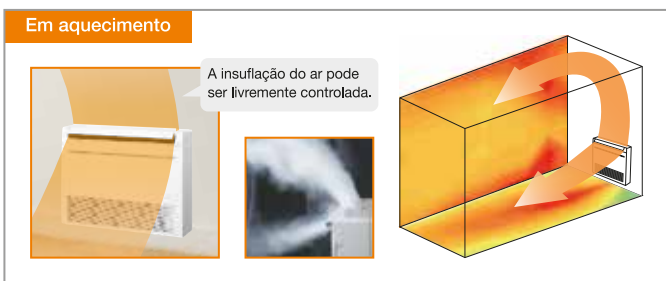 Em aquecimento
A insuflação do ar pode
ser livremente controlada.